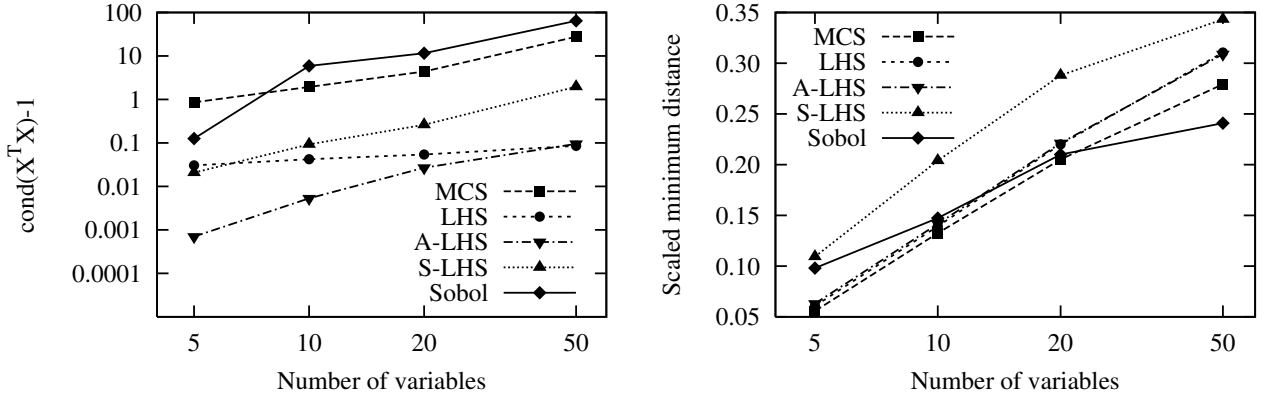 100
10
1
0.1
0.01
0.001
0.0001
cond(X^T X)-1
MCS
LHS
A-LHS
S-LHS
Sobol
5 10 20 50
Number of variables
0.35
0.30
0.25
0.20
0.15
0.10
0.05
Scaled minimum distance
MCS
LHS
A-LHS
S-LHS
Sobol
5 10 20 50
Number of variables